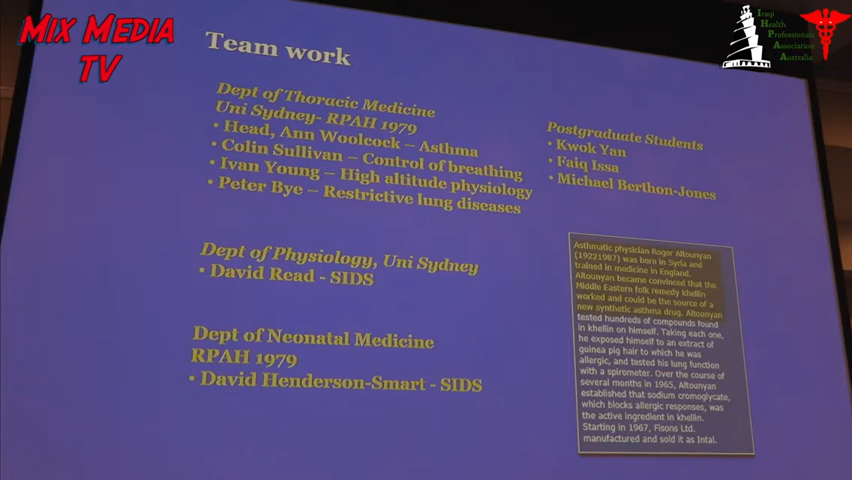 Mix Media
TV
Iraqi
Health
Professionals
Association
Australia
Team work
Dept of Thoracic Medicine
Uni Sydney- RPAH 1979
• Head, Ann Woolcock – Asthma
• Colin Sullivan – Control of breathing
• Ivan Young – High altitude physiology
• Peter Bye – Restrictive lung diseases
Postgraduate Students
• Kwok Yan
• Faiq Issa
• Michael Berthon-Jones
Dept of Physiology, Uni Sydney
• David Read - SIDS
Dept of Neonatal Medicine
RPAH 1979
• David Henderson-Smart - SIDS
Asthmatic physician Roger Altounyan
(19221987) was born in Syria and
trained in medicine in England.
Altounyan became convinced that the
Middle Eastern folk remedy khellin
worked and could be the source of a
new synthetic asthma drug. Altounyan
tested hundreds of compounds found
in khellin on himself. Taking each one,
he exposed himself to an extract of
guinea pig hair to which he was
allergic, and tested his lung function
with a spirometer. Over the course of
several months in 1965, Altounyan
established that sodium cromoglycate,
which blocks allergic responses, was
the active ingredient in khellin.
Starting in 1967, Fisons Ltd.
manufactured and sold it as Intal.